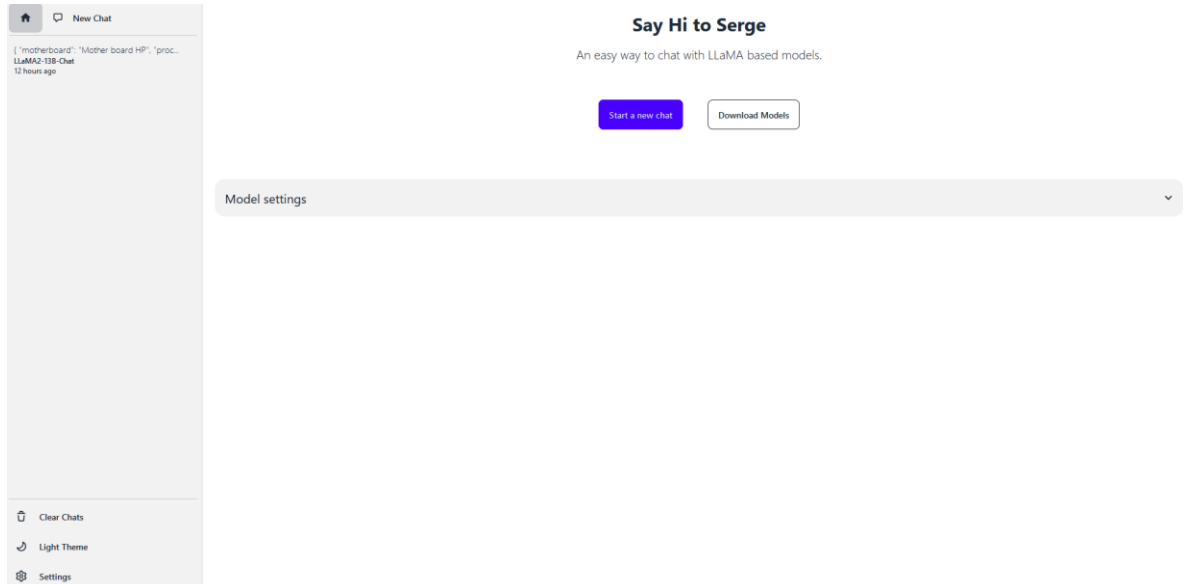 New Chat
{ "motherboard": "Mother board HP", "proc...
LLaMA2-13B-Chat
12 hours ago
Clear Chats
Light Theme
Settings
Say Hi to Serge
An easy way to chat with LLaMA based models.
Start a new chat
Download Models
Model settings